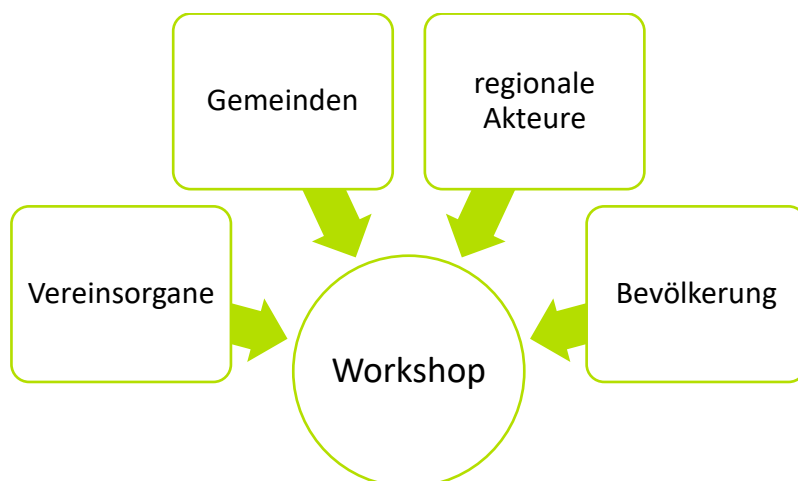 Gemeinden
regionale
Akteure
Vereinsorgane
Bevölkerung
Workshop